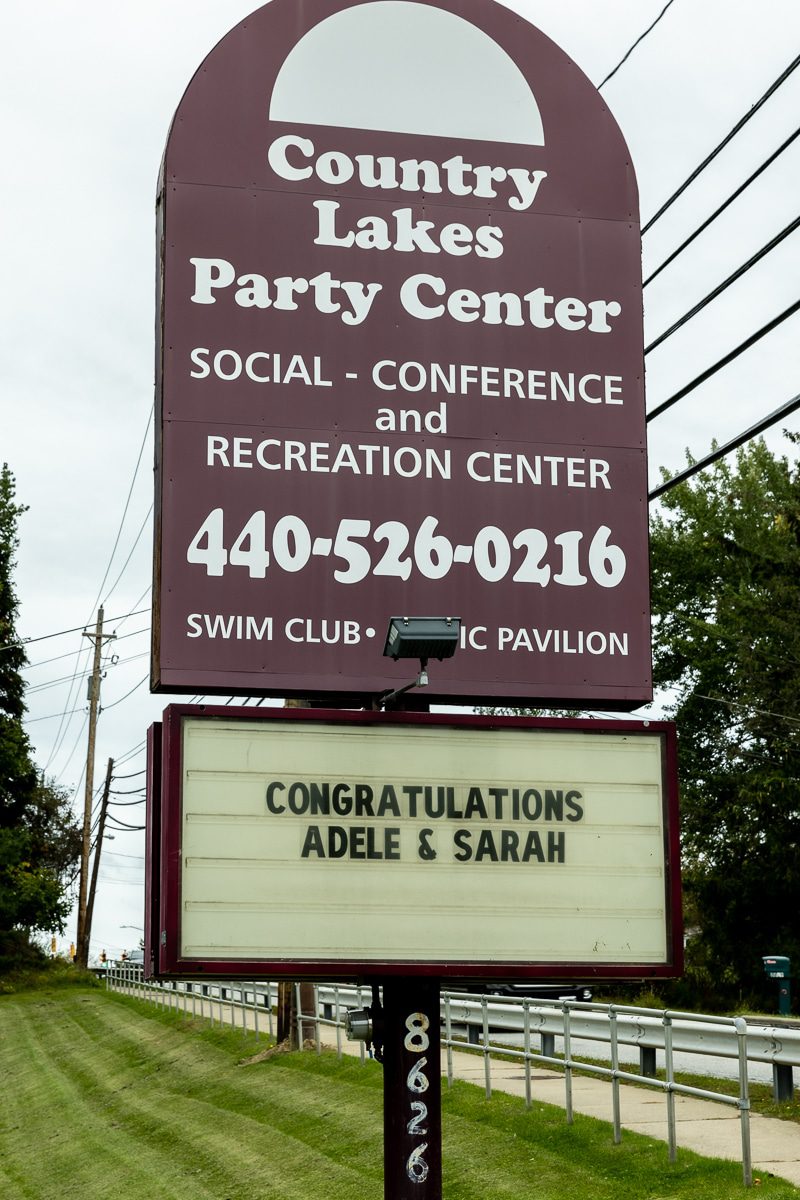 Country
Lakes
Party Center
SOCIAL - CONFERENCE
and
RECREATION CENTER
440-526-0216
SWIM CLUB • IC PAVILION
CONGRATULATIONS
ADELE & SARAH
8626